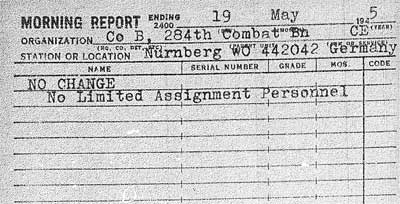 MORNING REPORT ENDING 2400 19 May 1945
ORGANIZATION Co B, 284th Combat Bn CE (YEAR)
STATION OR LOCATION Nurnberg WO 442042 Germany
NAME SERIAL NUMBER GRADE MOS. CODE
NO CHANGE
No Limited Assignment Personnel